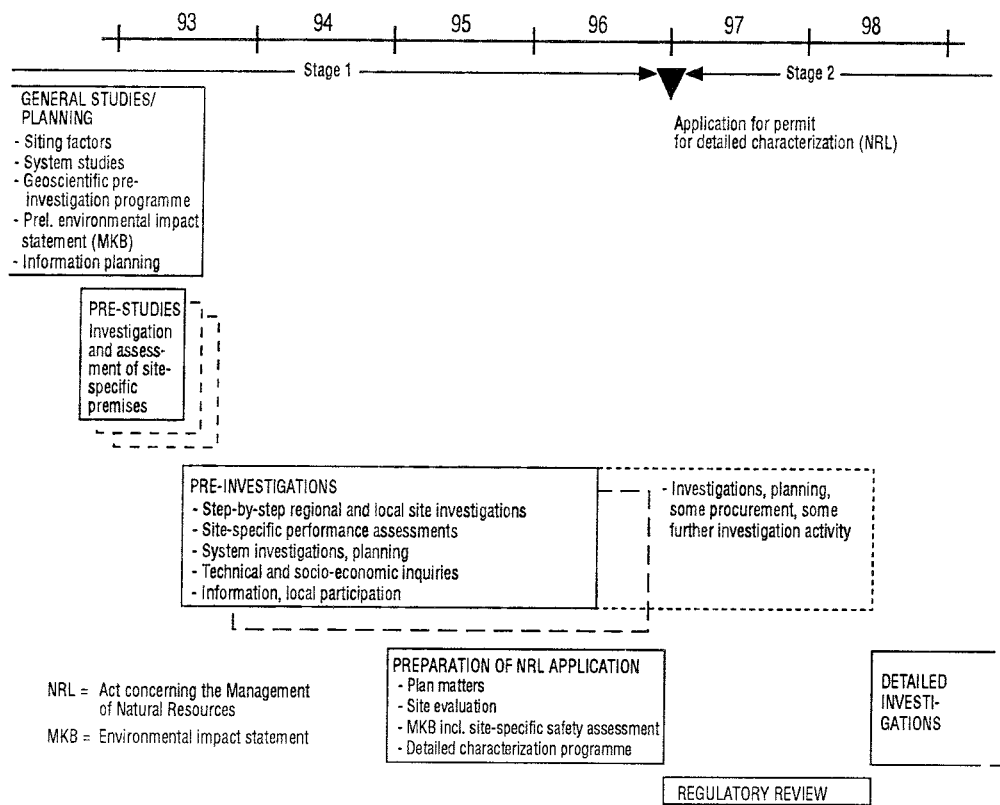 93 94 95 96 97 98
Stage 1
Stage 2
Application for permit
for detailed characterization (NRL)
GENERAL STUDIES/
PLANNING
- Siting factors
- System studies
- Geoscientific pre-
investigation programme
- Prel. environmental impact
statement (MKB)
- Information planning
PRE-STUDIES
Investigation
and assess-
ment of site-
specific
premises
PRE-INVESTIGATIONS
- Step-by-step regional and local site investigations
- Site-specific performance assessments
- System investigations, planning
- Technical and socio-economic inquiries
- Information, local participation
- Investigations, planning,
some procurement, some
further investigation activity
PREPARATION OF NRL APPLICATION
- Plan matters
- Site evaluation
- MKB incl. site-specific safety assessment
- Detailed characterization programme
DETAILED
INVESTI-
GATIONS
NRL = Act concerning the Management
of Natural Resources
MKB = Environmental impact statement
REGULATORY REVIEW